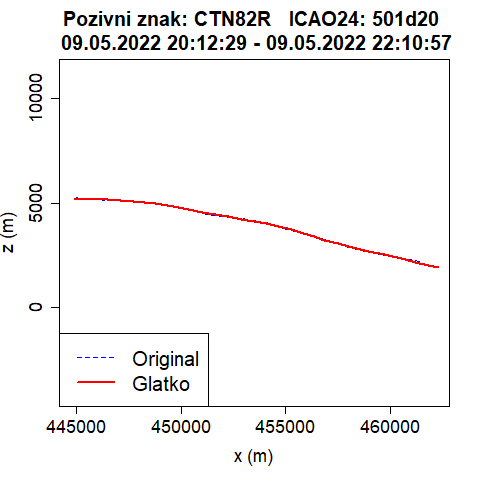 Pozivni znak: CTN82R   ICAO24: 501d20
09.05.2022 20:12:29 - 09.05.2022 22:10:57
10000
5000
0
z (m)
Original
Glatko
445000 450000 455000 460000
x (m)